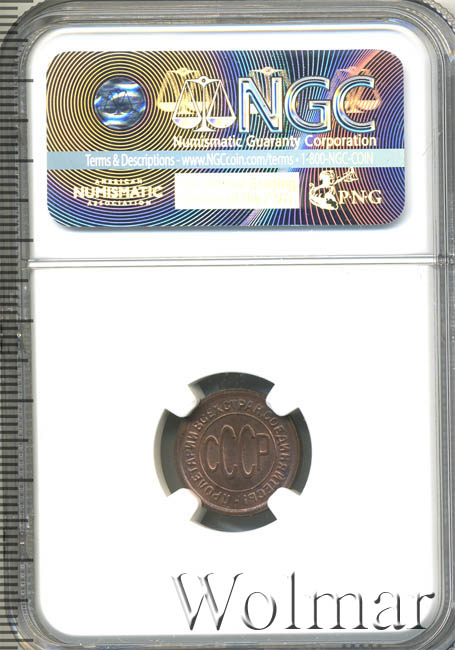 NGC
Numismatic Guaranty Corporation
Terms & Descriptions - www.NGCcoin.com/terms • 1-800-NGC-COIN
NUMISMATIC
ASSOCIATION
PNG
ПРОЛЕТАРИИ ВСЕХ СТРАН, СОЕДИНЯЙТЕСЬ!
СССР
Wolmar